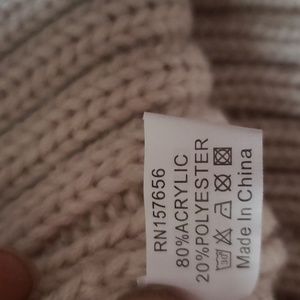 RN157656
80%ACRYLIC
20%POLYESTER
Made In China